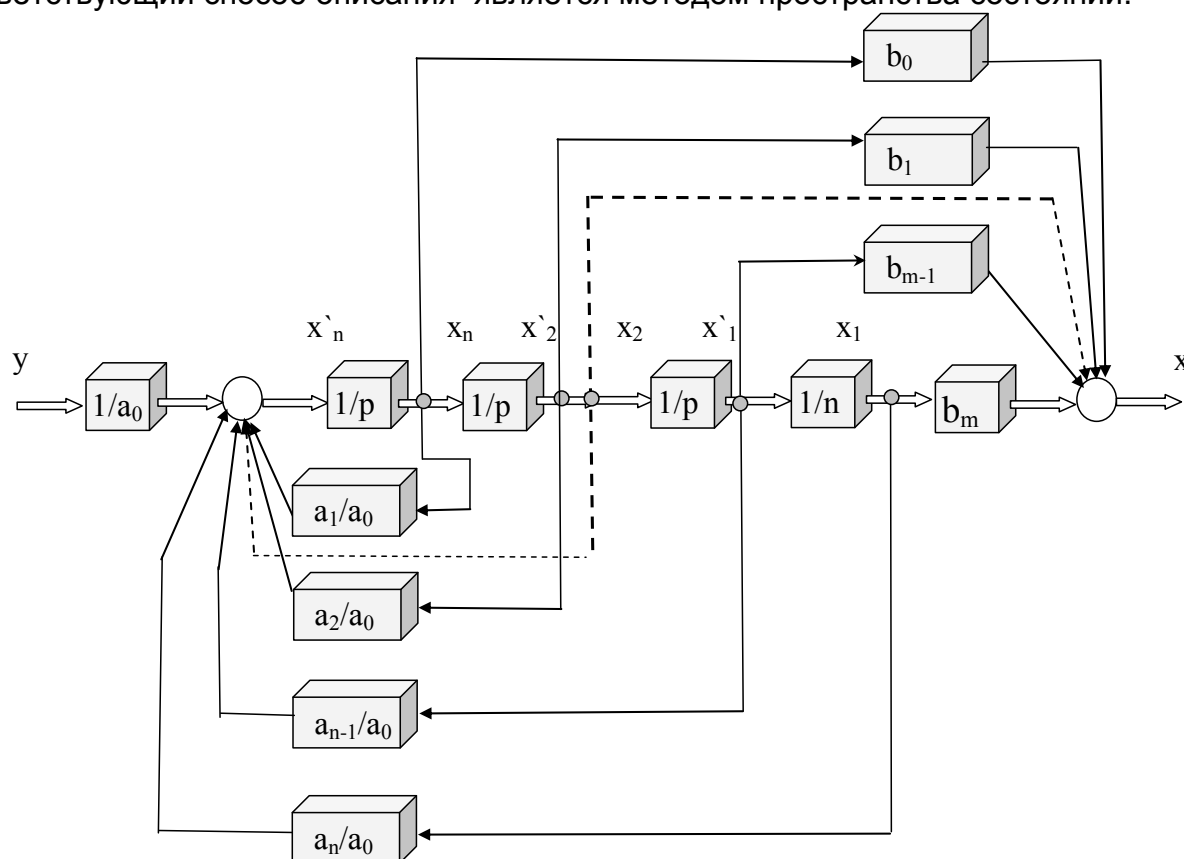 ветствующий способ описания является методом пространства состояний.
b₀
b₁
bₘ₋₁
x`ₙ xₙ x`₂ x₂ x`₁ x₁
y x
1/a₀ 1/p 1/p 1/p 1/n bₘ
a₁/a₀
a₂/a₀
aₙ₋₁/a₀
aₙ/a₀